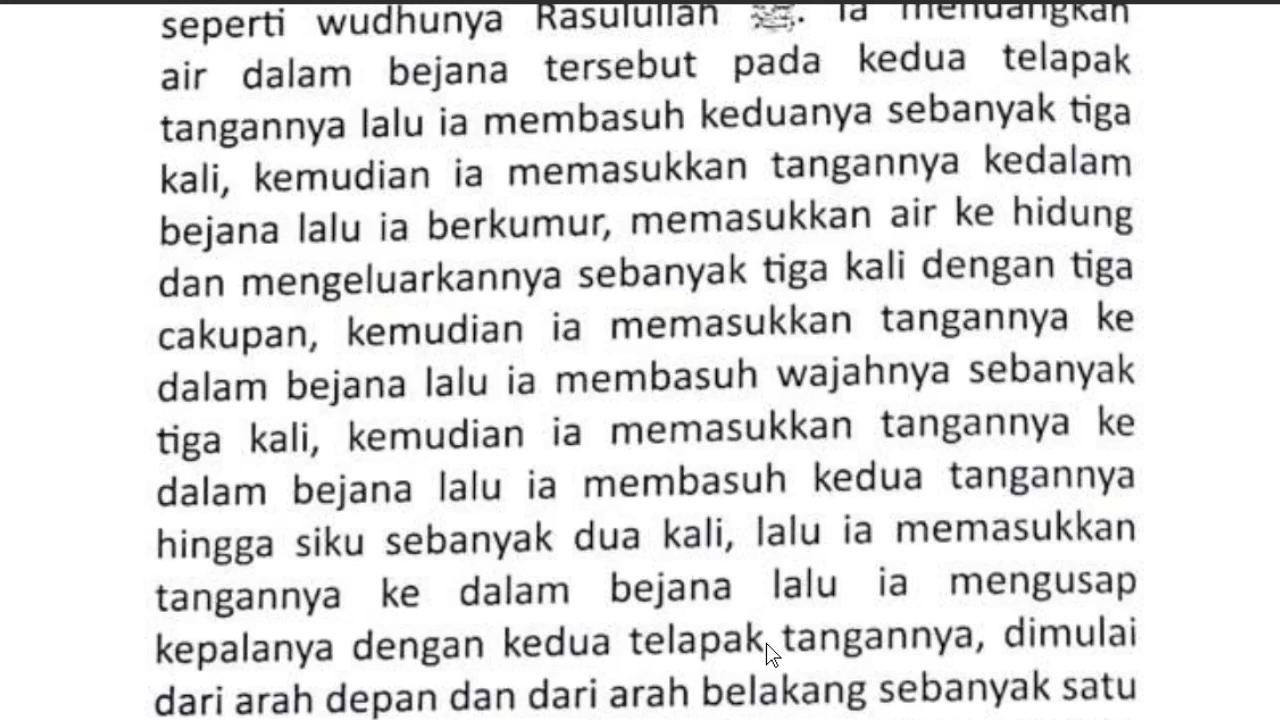 seperti wudhunya Rasulullah ﷺ. Ia menuangkan
air dalam bejana tersebut pada kedua telapak
tangannya lalu ia membasuh keduanya sebanyak tiga
kali, kemudian ia memasukkan tangannya kedalam
bejana lalu ia berkumur, memasukkan air ke hidung
dan mengeluarkannya sebanyak tiga kali dengan tiga
cakupan, kemudian ia memasukkan tangannya ke
dalam bejana lalu ia membasuh wajahnya sebanyak
tiga kali, kemudian ia memasukkan tangannya ke
dalam bejana lalu ia membasuh kedua tangannya
hingga siku sebanyak dua kali, lalu ia memasukkan
tangannya ke dalam bejana lalu ia mengusap
kepalanya dengan kedua telapak tangannya, dimulai
dari arah depan dan dari arah belakang sebanyak satu